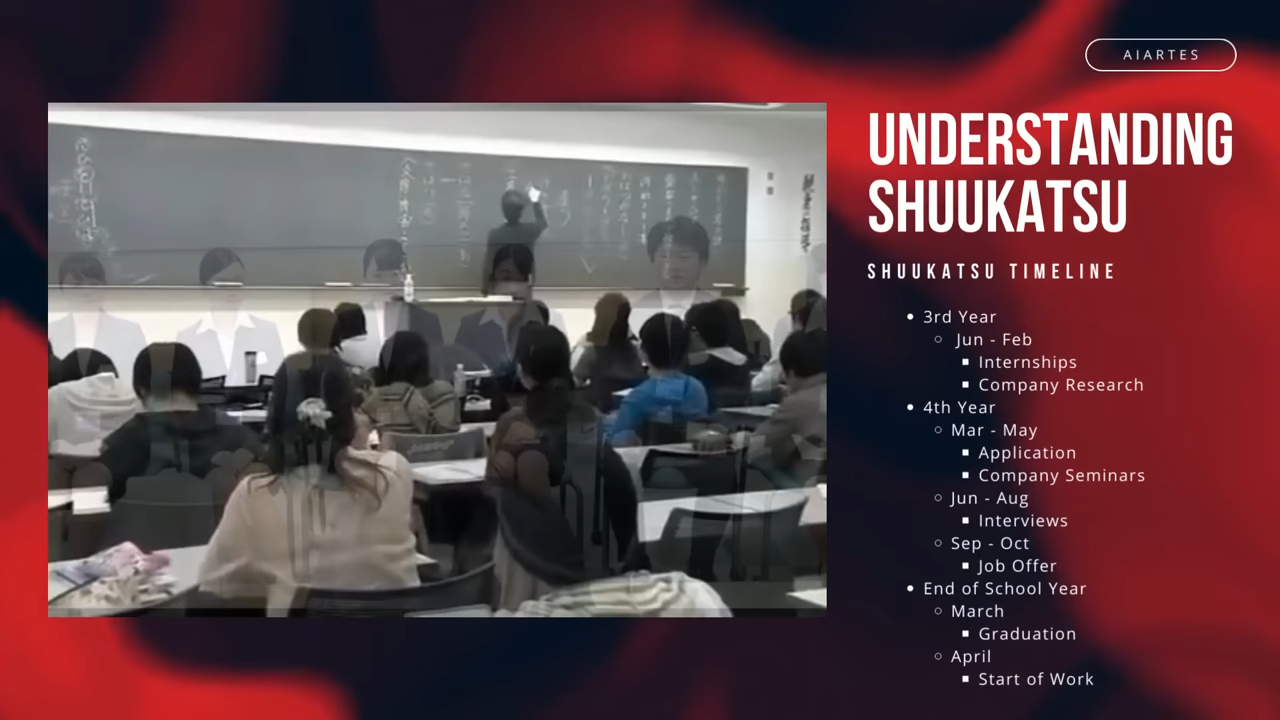 AIARTES
UNDERSTANDING
SHUUKATSU
SHUUKATSU TIMELINE
• 3rd Year
○ Jun - Feb
▪ Internships
▪ Company Research
• 4th Year
○ Mar - May
▪ Application
▪ Company Seminars
○ Jun - Aug
▪ Interviews
○ Sep - Oct
▪ Job Offer
• End of School Year
○ March
▪ Graduation
○ April
▪ Start of Work